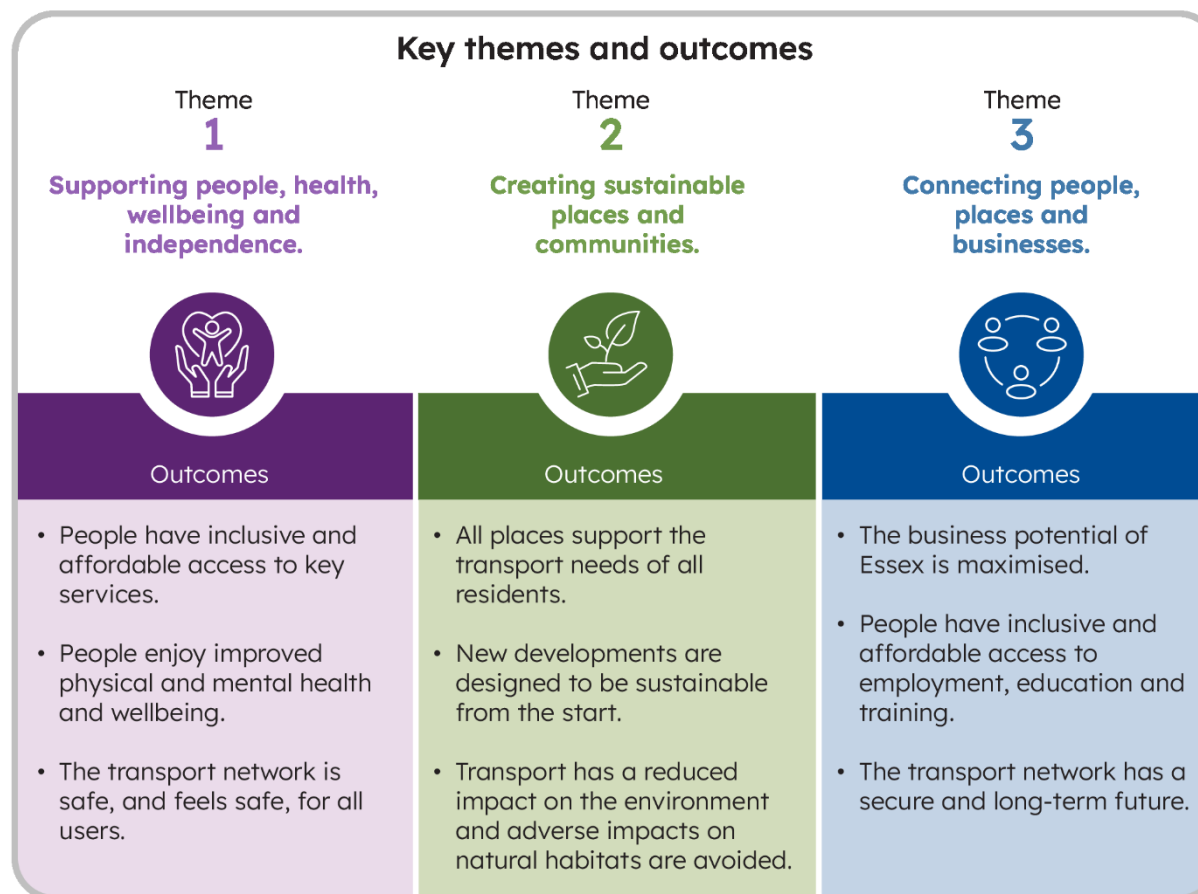 Key themes and outcomes
Theme
1
Supporting people, health,
wellbeing and
independence.
Outcomes
• People have inclusive and
affordable access to key
services.
• People enjoy improved
physical and mental health
and wellbeing.
• The transport network is
safe, and feels safe, for all
users.
Theme
2
Creating sustainable
places and
communities.
Outcomes
• All places support the
transport needs of all
residents.
• New developments are
designed to be sustainable
from the start.
• Transport has a reduced
impact on the environment
and adverse impacts on
natural habitats are avoided.
Theme
3
Connecting people,
places and
businesses.
Outcomes
• The business potential of
Essex is maximised.
• People have inclusive and
affordable access to
employment, education and
training.
• The transport network has a
secure and long-term future.